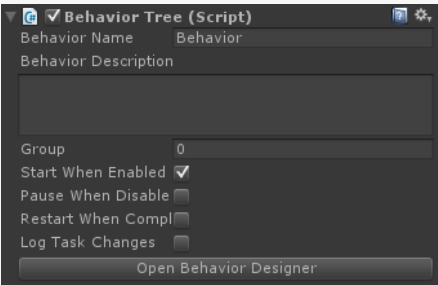 Behavior Tree (Script)
Behavior Name Behavior
Behavior Description
Group 0
Start When Enabled
Pause When Disable
Restart When Compl
Log Task Changes
Open Behavior Designer